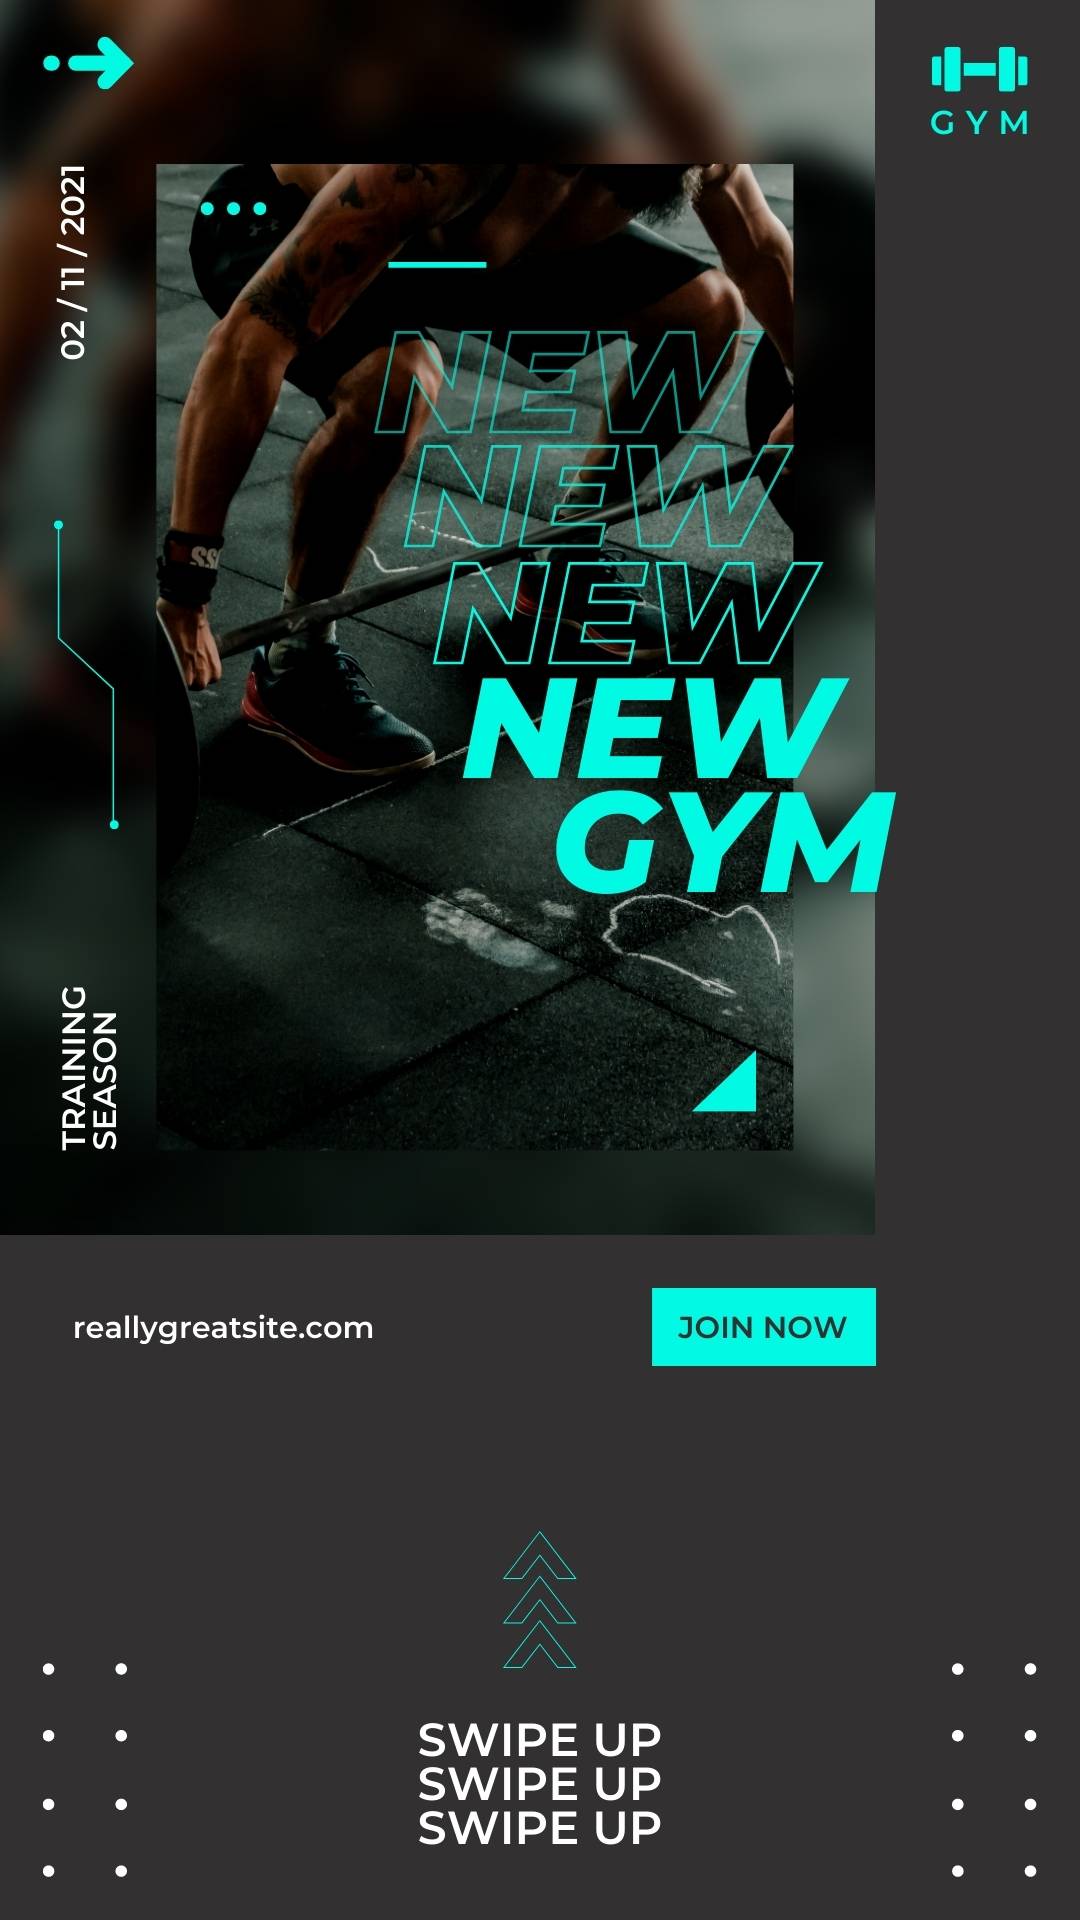 GYM
02 / 11 / 2021
NEW
NEW
NEW
NEW
GYM
TRAINING
SEASON
reallygreatsite.com
JOIN NOW
SWIPE UP
SWIPE UP
SWIPE UP